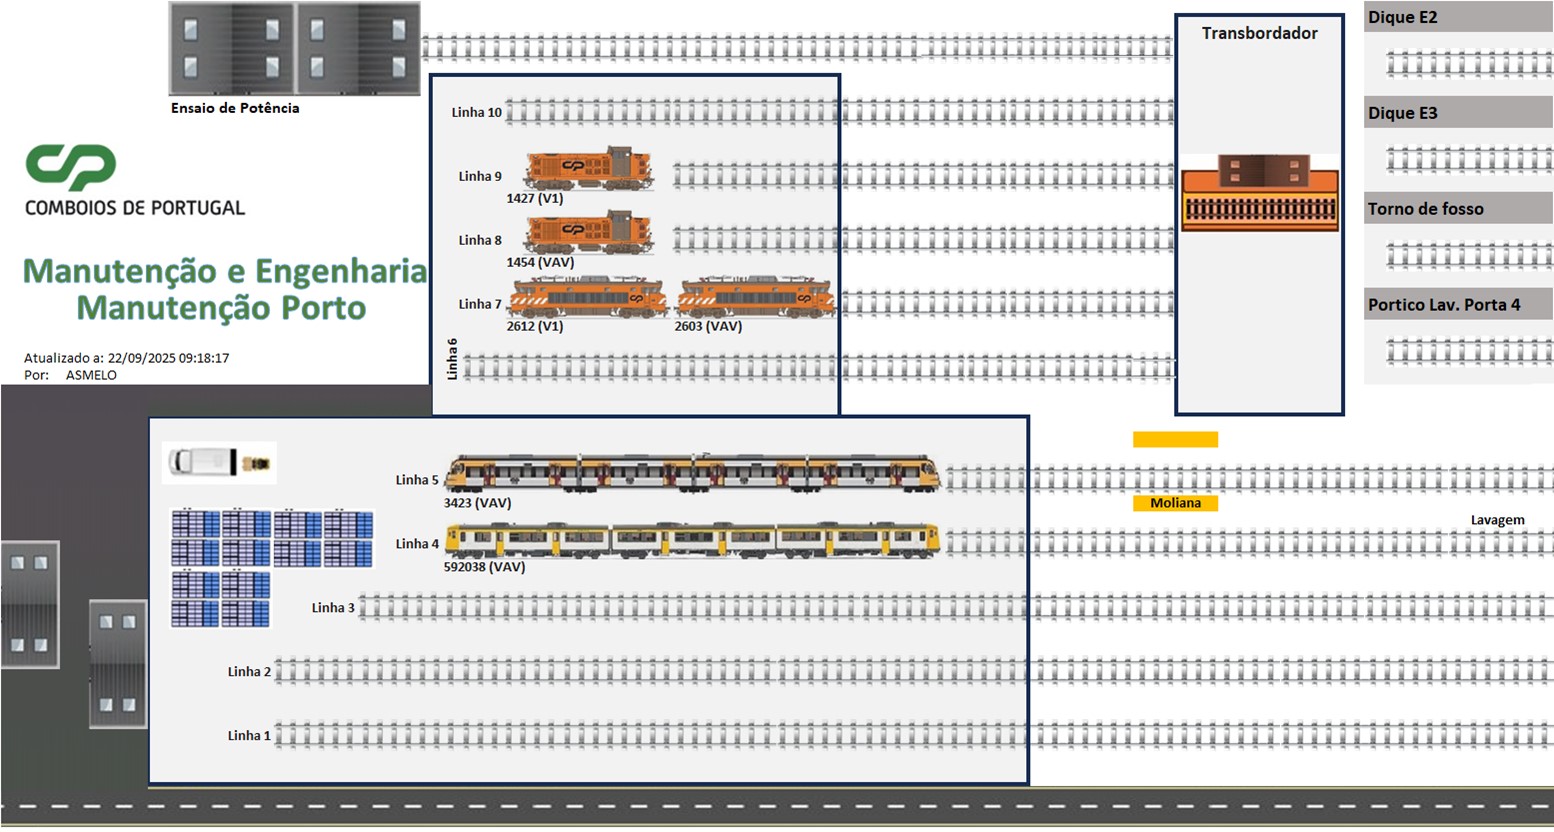 Ensaio de Potência
Transbordador
Dique E2
Dique E3
Torno de fosso
Portico Lav. Porta 4
CP
COMBOIOS DE PORTUGAL
Manutenção e Engenharia
Manutenção Porto
Atualizado a: 22/09/2025 09:18:17
Por: ASMELO
Linha 10
Linha 9
1427 (V1)
Linha 8
1454 (VAV)
Linha 7
2612 (V1)
2603 (VAV)
Linha 6
Linha 5
3423 (VAV)
Moliana
Lavagem
Linha 4
592038 (VAV)
Linha 3
Linha 2
Linha 1